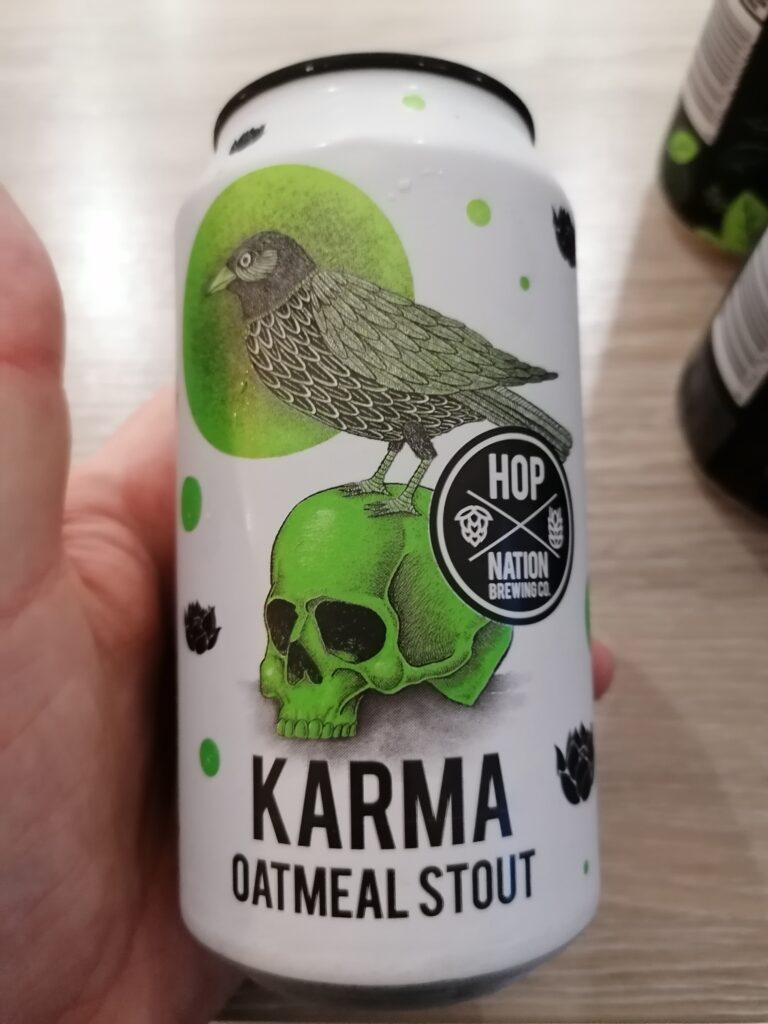 HOP
NATION
BREWING CO.
KARMA
OATMEAL STOUT